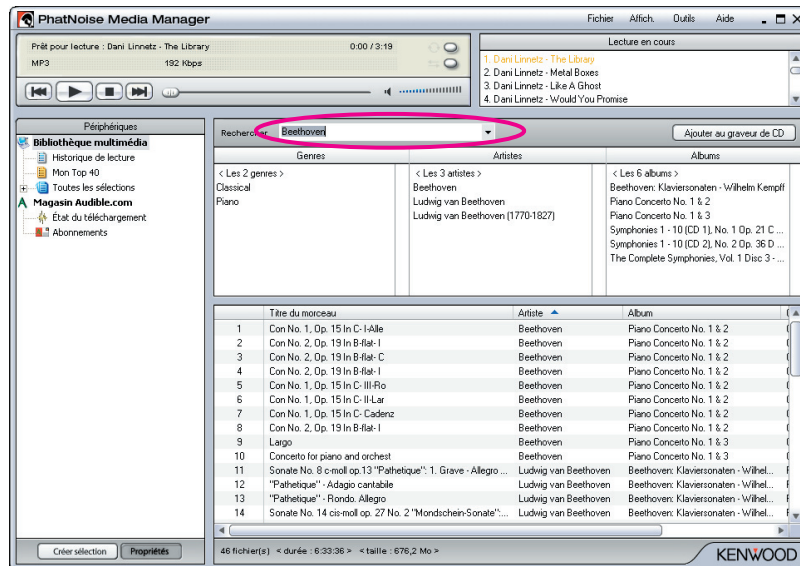 PhatNoise Media Manager
Fichier Affich. Outils Aide
Prêt pour lecture : Dani Linnetz - The Library 0:00 / 3:19
MP3 192 Kbps
Lecture en cours
1. Dani Linnetz - The Library
2. Dani Linnetz - Metal Boxes
3. Dani Linnetz - Like A Ghost
4. Dani Linnetz - Would You Promise
Périphériques
Bibliothèque multimédia
Historique de lecture
Mon Top 40
Toutes les sélections
Magasin Audible.com
État du téléchargement
Abonnements
Rechercher Beethoven
Ajouter au graveur de CD
Genres
< Les 2 genres >
Classical
Piano
Artistes
< Les 3 artistes >
Beethoven
Ludwig van Beethoven
Ludwig van Beethoven (1770-1827)
Albums
< Les 6 albums >
Beethoven: Klaviersonaten - Wilhelm Kempff
Piano Concerto No. 1 & 2
Piano Concerto No. 1 & 3
Symphonies 1 - 10 (CD 1), No. 1 Op. 21 C ...
Symphonies 1 - 10 (CD 2), No. 2 Op. 36 D ...
The Complete Symphonies, Vol. 1 Disc 3 - ...
Titre du morceau Artiste Album
1 Con No. 1, Op. 15 In C- I-Alle Beethoven Piano Concerto No. 1 & 2
2 Con No. 2, Op. 19 In B-flat- I Beethoven Piano Concerto No. 1 & 2
3 Con No. 2, Op. 19 In B-flat- C Beethoven Piano Concerto No. 1 & 2
4 Con No. 2, Op. 19 In B-flat- I Beethoven Piano Concerto No. 1 & 2
5 Con No. 1, Op. 15 In C- III-Ro Beethoven Piano Concerto No. 1 & 2
6 Con No. 1, Op. 15 In C- II-Lar Beethoven Piano Concerto No. 1 & 2
7 Con No. 1, Op. 15 In C- Cadenz Beethoven Piano Concerto No. 1 & 2
8 Con No. 2, Op. 19 In B-flat- I Beethoven Piano Concerto No. 1 & 2
9 Largo Beethoven Piano Concerto No. 1 & 3
10 Concerto for piano and orchest Beethoven Piano Concerto No. 1 & 3
11 Sonate No. 8 c-moll op.13 "Pathetique": 1. Grave - Allegro ... Ludwig van Beethoven Beethoven: Klaviersonaten - Wilhel...
12 "Pathetique" - Adagio cantabile Ludwig van Beethoven Beethoven: Klaviersonaten - Wilhel...
13 "Pathetique" - Rondo. Allegro Ludwig van Beethoven Beethoven: Klaviersonaten - Wilhel...
14 Sonate No. 14 cis-moll op. 27 No. 2 "Mondschein-Sonate":... Ludwig van Beethoven Beethoven: Klaviersonaten - Wilhel...
Créer sélection Propriétés
46 fichier(s) < durée : 6:33:36 > < taille : 676,2 Mo >
KENWOOD